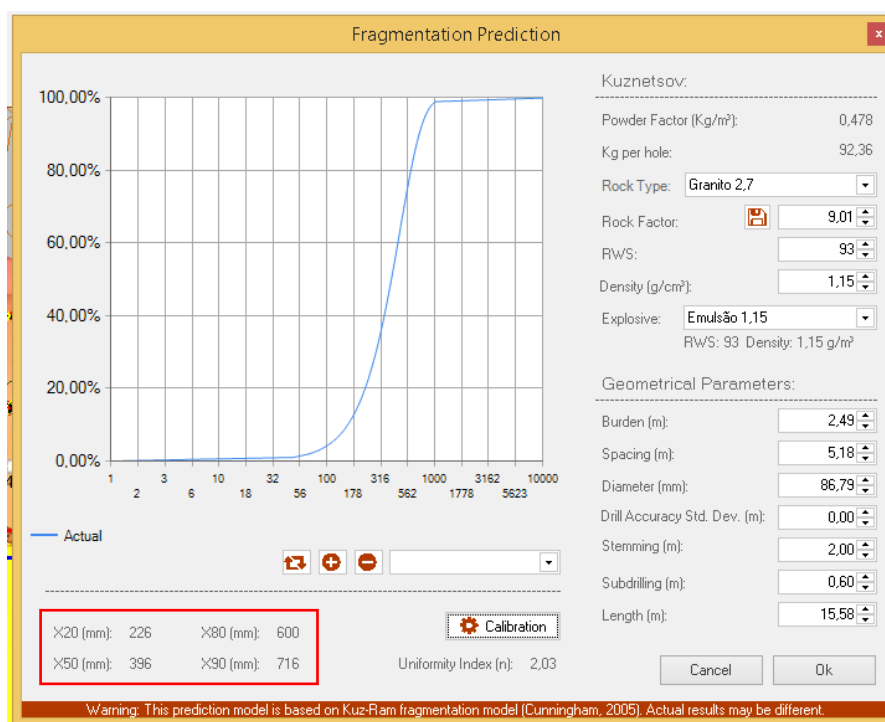 Fragmentation Prediction
x
100,00%
80,00%
60,00%
40,00%
20,00%
0,00%
1 3 10 32 100 316 1000 3162 10000
2 6 18 56 178 562 1778 5623
Actual
X20 (mm): 226 X80 (mm): 600
X50 (mm): 396 X90 (mm): 716
Calibration
Uniformity Index (n): 2,03
Kuznetsov:
Powder Factor (Kg/m³): 0,478
Kg per hole: 92,36
Rock Type: Granito 2,7
Rock Factor: 9,01
RWS: 93
Density (g/cm³): 1,15
Explosive: Emulsão 1,15
RWS: 93 Density: 1,15 g/m³
Geometrical Parameters:
Burden (m): 2,49
Spacing (m): 5,18
Diameter (mm): 86,79
Drill Accuracy Std. Dev. (m): 0,00
Stemming (m): 2,00
Subdrilling (m): 0,60
Length (m): 15,58
Cancel Ok
Warning: This prediction model is based on Kuz-Ram fragmentation model (Cunningham, 2005). Actual results may be different.